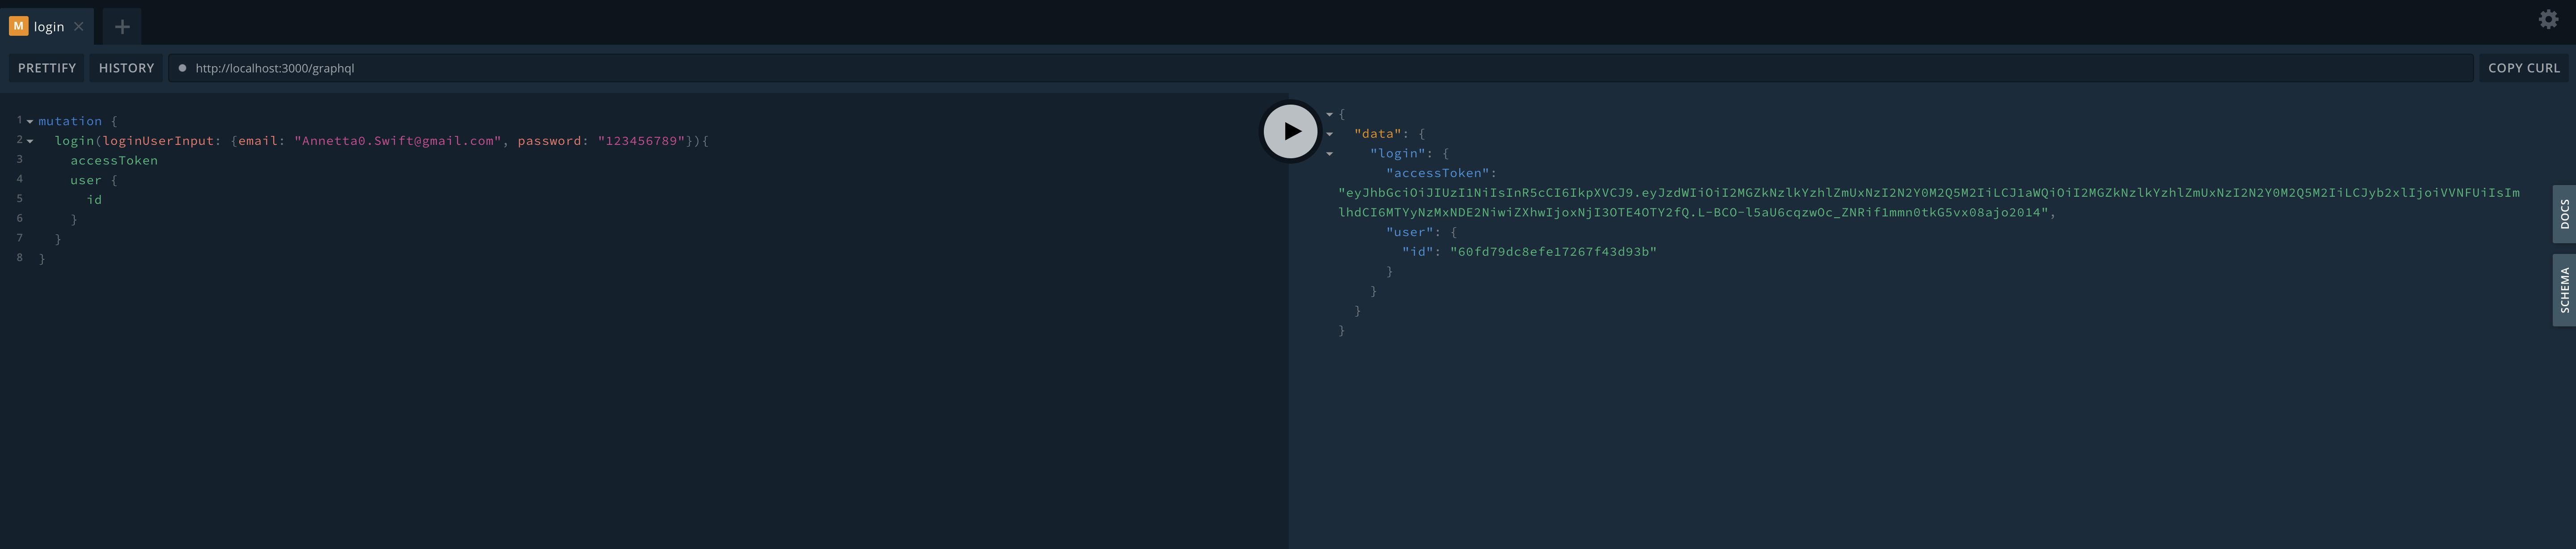 M login
PRETTIFY HISTORY http://localhost:3000/graphql COPY CURL
1 mutation {
2 login(loginUserInput: {email: "Annetta0.Swift@gmail.com", password: "123456789"}){
3 accessToken
4 user {
5 id
6 }
7 }
8 }
{
"data": {
"login": {
"accessToken":
"eyJhbGciOiJIUzI1NiIsInR5cCI6IkpXVCJ9.eyJzdWIiOiI2MGZkNzlkYzhlZmUxNzI2N2Y0M2Q5M2IiLCJ1aWQiOiI2MGZkNzlkYzhlZmUxNzI2N2Y0M2Q5M2IiLCJyb2xlIjoiVVNFUiIsIm
lhdCI6MTYyNzMxNDE2NiwiZXhwIjoxNjI3OTE4OTY2fQ.L-BCO-l5aU6cqzwOc_ZNRif1mmn0tkG5vx08ajo2014",
"user": {
"id": "60fd79dc8efe17267f43d93b"
}
}
}
}
DOCS
SCHEMA